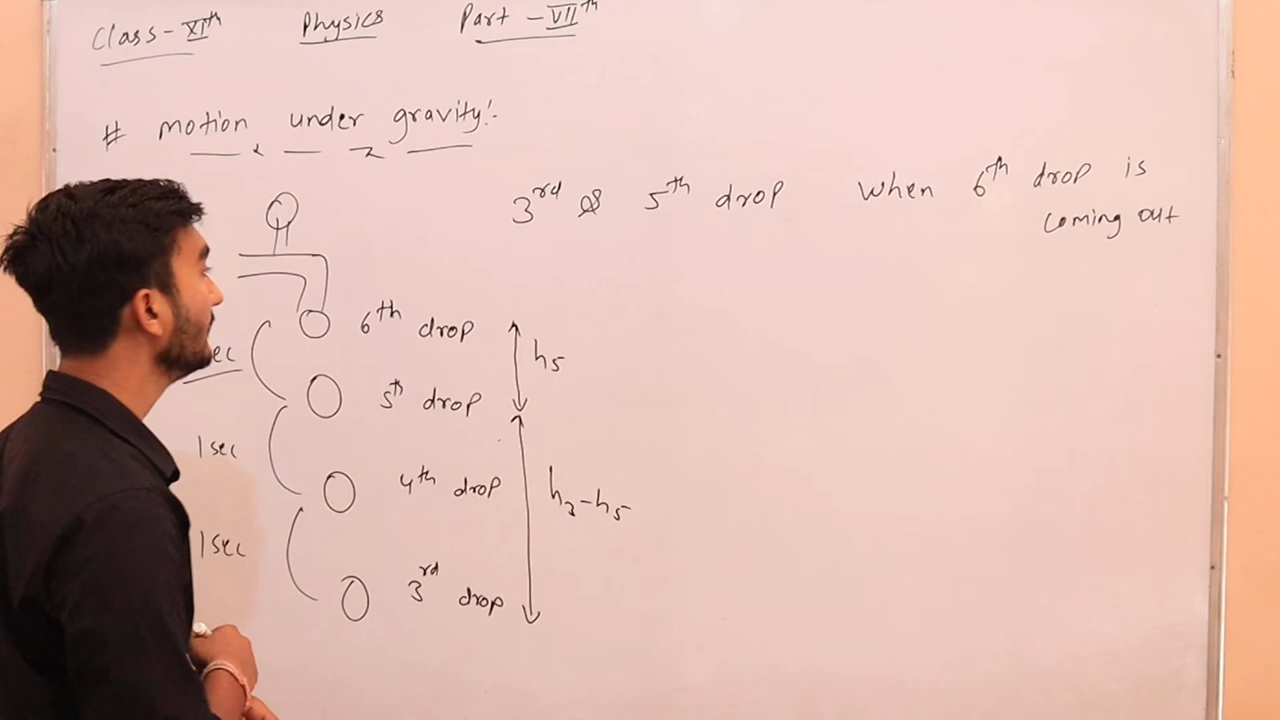 Class-XIth Physics Part-VIIth
# motion under gravity:-
3rd & 5th drop when 6th drop is
coming out
6th drop
h5
sec
5th drop
1sec
4th drop
h3-h5
1sec
3rd drop